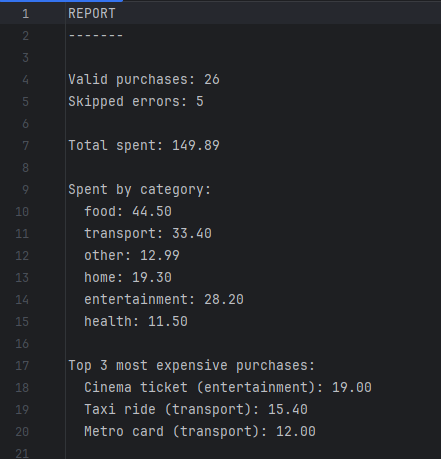 1 REPORT
2 -------
3
4 Valid purchases: 26
5 Skipped errors: 5
6
7 Total spent: 149.89
8
9 Spent by category:
10   food: 44.50
11   transport: 33.40
12   other: 12.99
13   home: 19.30
14   entertainment: 28.20
15   health: 11.50
16
17 Top 3 most expensive purchases:
18   Cinema ticket (entertainment): 19.00
19   Taxi ride (transport): 15.40
20   Metro card (transport): 12.00
21